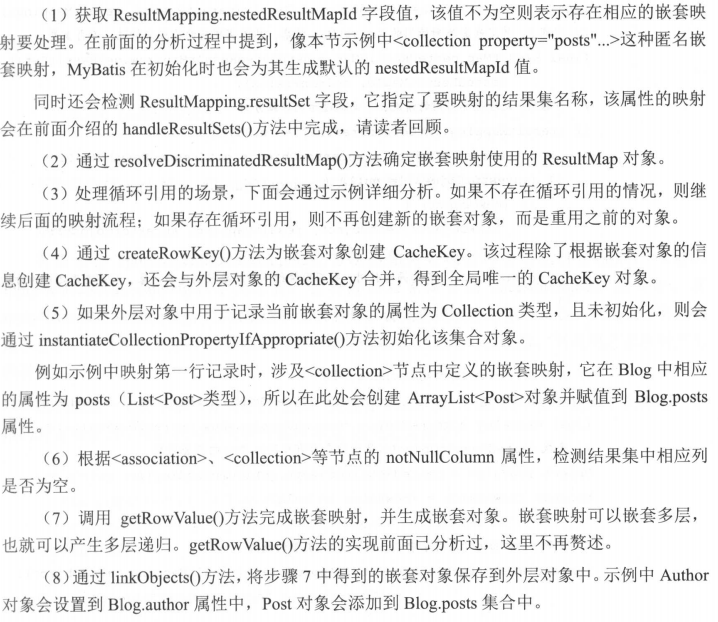 （1）获取 ResultMapping.nestedResultMapId 字段值，该值不为空则表示存在相应的嵌套映
射要处理。在前面的分析过程中提到，像本节示例中<collection property="posts"...>这种匿名嵌
套映射，MyBatis 在初始化时也会为其生成默认的 nestedResultMapId 值。
同时还会检测 ResultMapping.resultSet 字段，它指定了要映射的结果集名称，该属性的映射
会在前面介绍的 handleResultSets()方法中完成，请读者回顾。
（2）通过 resolveDiscriminatedResultMap()方法确定嵌套映射使用的 ResultMap 对象。
（3）处理循环引用的场景，下面会通过示例详细分析。如果不存在循环引用的情况，则继
续后面的映射流程；如果存在循环引用，则不再创建新的嵌套对象，而是重用之前的对象。
（4）通过 createRowKey()方法为嵌套对象创建 CacheKey。该过程除了根据嵌套对象的信
息创建 CacheKey，还会与外层对象的 CacheKey 合并，得到全局唯一的 CacheKey 对象。
（5）如果外层对象中用于记录当前嵌套对象的属性为 Collection 类型，且未初始化，则会
通过 instantiateCollectionPropertyIfAppropriate()方法初始化该集合对象。
例如示例中映射第一行记录时，涉及<collection>节点中定义的嵌套映射，它在 Blog 中相应
的属性为 posts（List<Post>类型），所以在此处会创建 ArrayList<Post>对象并赋值到 Blog.posts
属性。
（6）根据<association>、<collection>等节点的 notNullColumn 属性，检测结果集中相应列
是否为空。
（7）调用 getRowValue()方法完成嵌套映射，并生成嵌套对象。嵌套映射可以嵌套多层，
也就可以产生多层递归。getRowValue()方法的实现前面已分析过，这里不再赘述。
（8）通过 linkObjects()方法，将步骤 7 中得到的嵌套对象保存到外层对象中。示例中 Author
对象会设置到 Blog.author 属性中，Post 对象会添加到 Blog.posts 集合中。